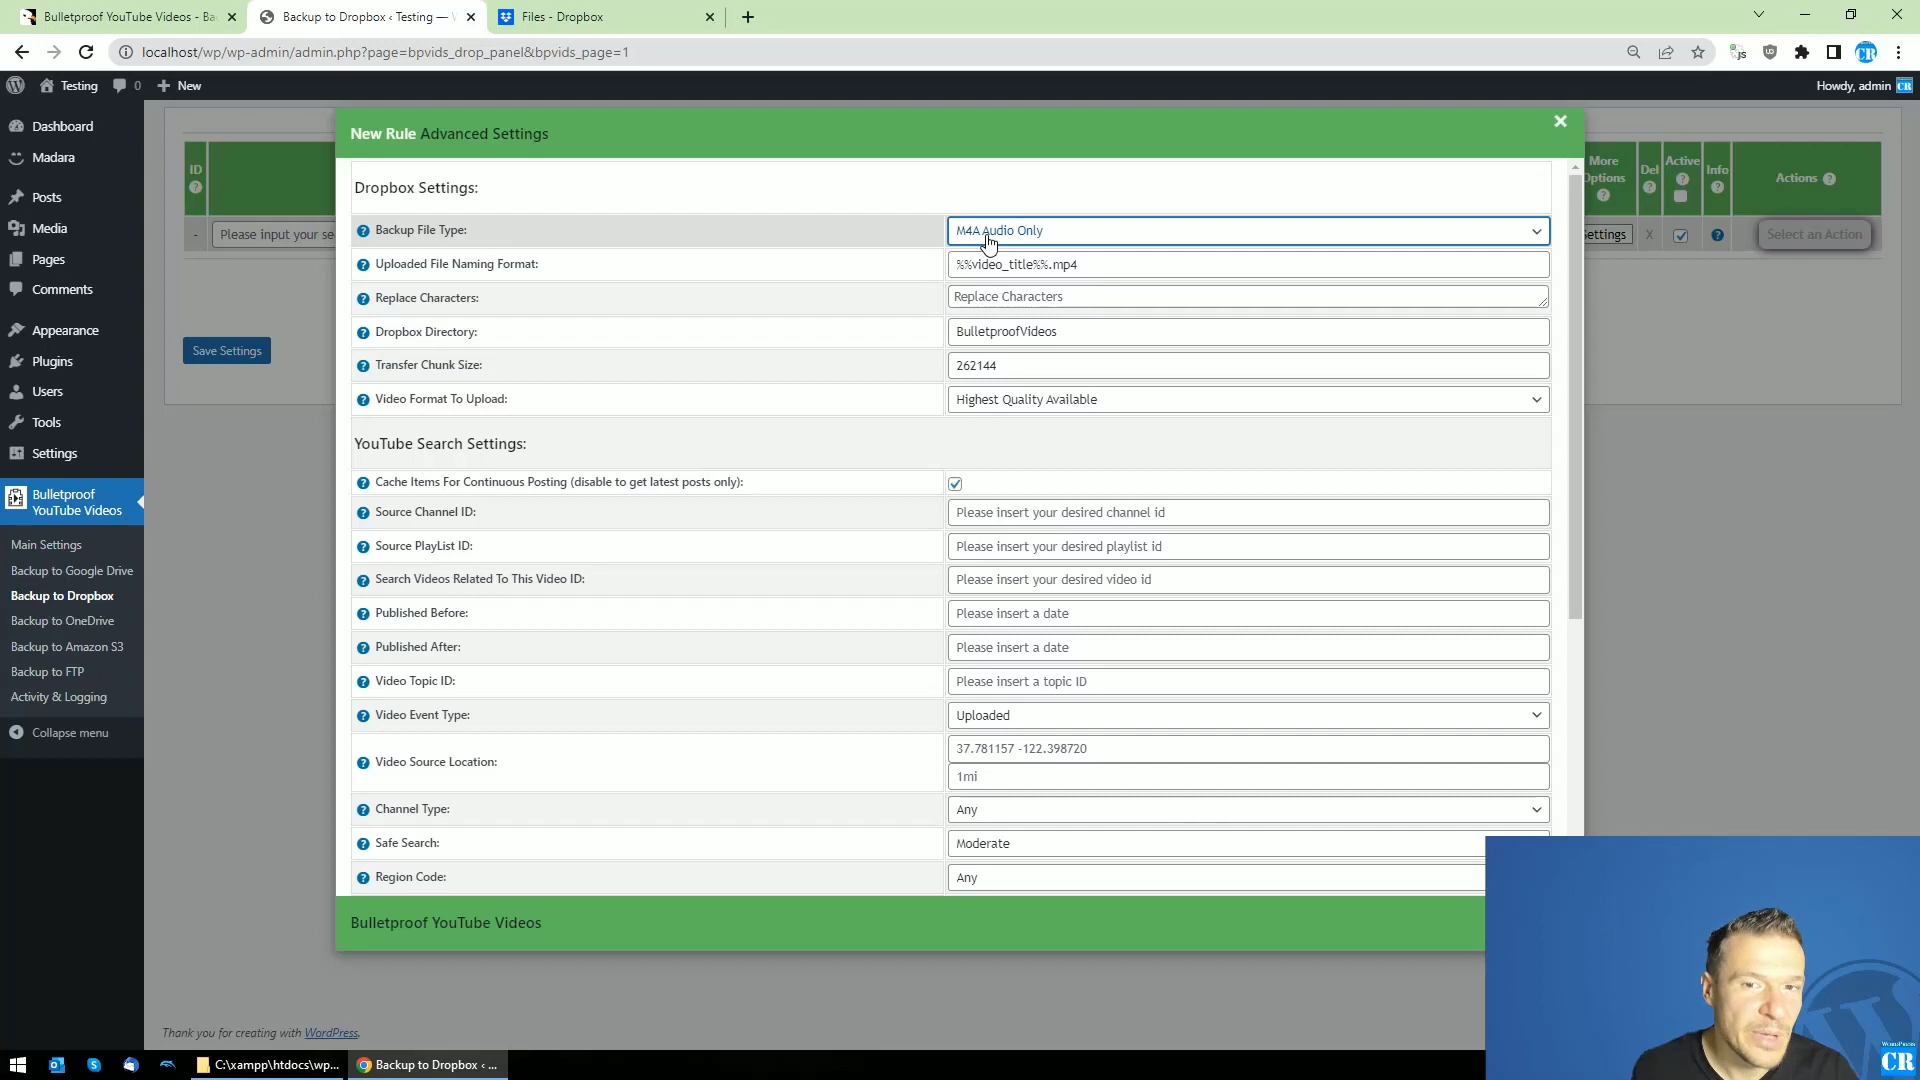 Bulletproof YouTube Videos - Ba
Backup to Dropbox ‹ Testing — W
Files - Dropbox
localhost/wp/wp-admin/admin.php?page=bpvids_drop_panel&bpvids_page=1
Testing
0
New
Howdy, admin
Dashboard
Madara
Posts
Media
Pages
Comments
Appearance
Plugins
Users
Tools
Settings
Bulletproof
YouTube Videos
Main Settings
Backup to Google Drive
Backup to Dropbox
Backup to OneDrive
Backup to Amazon S3
Backup to FTP
Activity & Logging
Collapse menu
ID
-
Please input your se
Save Settings
New Rule Advanced Settings
Dropbox Settings:
Backup File Type:
M4A Audio Only
Uploaded File Naming Format:
%%video_title%%.mp4
Replace Characters:
Replace Characters
Dropbox Directory:
BulletproofVideos
Transfer Chunk Size:
262144
Video Format To Upload:
Highest Quality Available
YouTube Search Settings:
Cache Items For Continuous Posting (disable to get latest posts only):
Source Channel ID:
Please insert your desired channel id
Source PlayList ID:
Please insert your desired playlist id
Search Videos Related To This Video ID:
Please insert your desired video id
Published Before:
Please insert a date
Published After:
Please insert a date
Video Topic ID:
Please insert a topic ID
Video Event Type:
Uploaded
Video Source Location:
37.781157 -122.398720
1mi
Channel Type:
Any
Safe Search:
Moderate
Region Code:
Any
Bulletproof YouTube Videos
More
Options
Del
Active
Info
Actions
Settings
X
Select an Action
Thank you for creating with WordPress.
C:\xampp\htdocs\wp...
Backup to Dropbox ‹ ...
WORDPRESS
CR